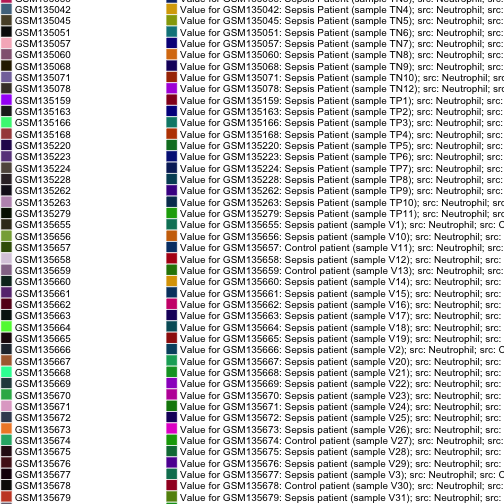 GSM135042 Value for GSM135042: Sepsis Patient (sample TN4); src: Neutrophil; src:
GSM135045 Value for GSM135045: Sepsis Patient (sample TN5); src: Neutrophil; src:
GSM135051 Value for GSM135051: Sepsis Patient (sample TN6); src: Neutrophil; src:
GSM135057 Value for GSM135057: Sepsis Patient (sample TN7); src: Neutrophil; src:
GSM135060 Value for GSM135060: Sepsis Patient (sample TN8); src: Neutrophil; src:
GSM135068 Value for GSM135068: Sepsis Patient (sample TN9); src: Neutrophil; src:
GSM135071 Value for GSM135071: Sepsis Patient (sample TN10); src: Neutrophil; src
GSM135078 Value for GSM135078: Sepsis Patient (sample TN12); src: Neutrophil; src
GSM135159 Value for GSM135159: Sepsis Patient (sample TP1); src: Neutrophil; src:
GSM135163 Value for GSM135163: Sepsis Patient (sample TP2); src: Neutrophil; src:
GSM135166 Value for GSM135166: Sepsis Patient (sample TP3); src: Neutrophil; src:
GSM135168 Value for GSM135168: Sepsis Patient (sample TP4); src: Neutrophil; src:
GSM135220 Value for GSM135220: Sepsis Patient (sample TP5); src: Neutrophil; src:
GSM135223 Value for GSM135223: Sepsis Patient (sample TP6); src: Neutrophil; src:
GSM135224 Value for GSM135224: Sepsis Patient (sample TP7); src: Neutrophil; src:
GSM135228 Value for GSM135228: Sepsis Patient (sample TP8); src: Neutrophil; src:
GSM135262 Value for GSM135262: Sepsis Patient (sample TP9); src: Neutrophil; src:
GSM135263 Value for GSM135263: Sepsis Patient (sample TP10); src: Neutrophil; src
GSM135279 Value for GSM135279: Sepsis Patient (sample TP11); src: Neutrophil; src
GSM135655 Value for GSM135655: Sepsis patient (sample V1); src: Neutrophil; src: C
GSM135656 Value for GSM135656: Sepsis patient (sample V10); src: Neutrophil; src:
GSM135657 Value for GSM135657: Control patient (sample V11); src: Neutrophil; src:
GSM135658 Value for GSM135658: Sepsis patient (sample V12); src: Neutrophil; src:
GSM135659 Value for GSM135659: Control patient (sample V13); src: Neutrophil; src:
GSM135660 Value for GSM135660: Sepsis patient (sample V14); src: Neutrophil; src:
GSM135661 Value for GSM135661: Sepsis patient (sample V15); src: Neutrophil; src:
GSM135662 Value for GSM135662: Sepsis patient (sample V16); src: Neutrophil; src:
GSM135663 Value for GSM135663: Sepsis patient (sample V17); src: Neutrophil; src:
GSM135664 Value for GSM135664: Sepsis patient (sample V18); src: Neutrophil; src:
GSM135665 Value for GSM135665: Sepsis patient (sample V19); src: Neutrophil; src:
GSM135666 Value for GSM135666: Sepsis patient (sample V2); src: Neutrophil; src: C
GSM135667 Value for GSM135667: Sepsis patient (sample V20); src: Neutrophil; src:
GSM135668 Value for GSM135668: Sepsis patient (sample V21); src: Neutrophil; src:
GSM135669 Value for GSM135669: Sepsis patient (sample V22); src: Neutrophil; src:
GSM135670 Value for GSM135670: Sepsis patient (sample V23); src: Neutrophil; src:
GSM135671 Value for GSM135671: Sepsis patient (sample V24); src: Neutrophil; src:
GSM135672 Value for GSM135672: Sepsis patient (sample V25); src: Neutrophil; src:
GSM135673 Value for GSM135673: Sepsis patient (sample V26); src: Neutrophil; src:
GSM135674 Value for GSM135674: Control patient (sample V27); src: Neutrophil; src:
GSM135675 Value for GSM135675: Sepsis patient (sample V28); src: Neutrophil; src:
GSM135676 Value for GSM135676: Sepsis patient (sample V29); src: Neutrophil; src:
GSM135677 Value for GSM135677: Sepsis patient (sample V3); src: Neutrophil; src: C
GSM135678 Value for GSM135678: Control patient (sample V30); src: Neutrophil; src:
GSM135679 Value for GSM135679: Sepsis patient (sample V31); src: Neutrophil; src: